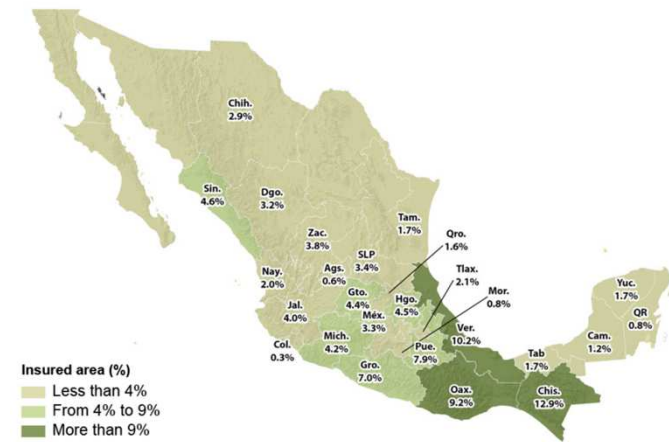 Chih.
2.9%
Sin.
4.6%
Dgo.
3.2%
Tam.
1.7%
Zac.
3.8%
Qro.
1.6%
SLP
3.4%
Ags.
0.6%
Nay.
2.0%
Tlax.
2.1%
Gto.
4.4%
Hgo.
4.5%
Mor.
0.8%
Yuc.
1.7%
Jal.
4.0%
Méx.
3.3%
QR
0.8%
Ver.
10.2%
Mich.
4.2%
Cam.
1.2%
Col.
0.3%
Pue.
7.9%
Tab
1.7%
Gro.
7.0%
Oax.
9.2%
Chis.
12.9%
Insured area (%)
Less than 4%
From 4% to 9%
More than 9%